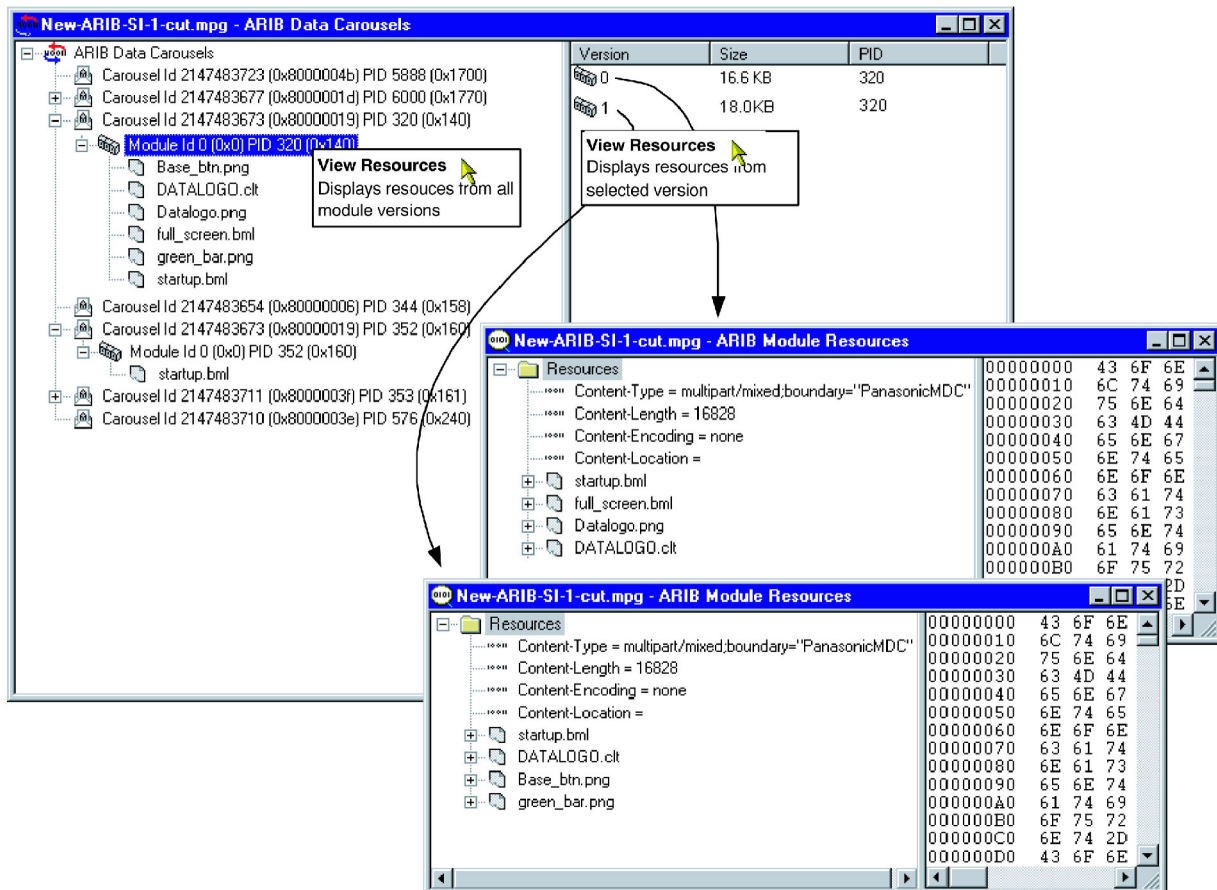 New-ARIB-SI-1-cut.mpg - ARIB Data Carousels
ARIB Data Carousels
Carousel Id 2147483723 (0x8000004b) PID 5888 (0x1700)
Carousel Id 2147483677 (0x8000001d) PID 6000 (0x1770)
Carousel Id 2147483673 (0x80000019) PID 320 (0x140)
Module Id 0 (0x0) PID 320 (0x140)
Base_btn.png
DATALOGO.clt
Datalogo.png
full_screen.bml
green_bar.png
startup.bml
Carousel Id 2147483654 (0x80000006) PID 344 (0x158)
Carousel Id 2147483673 (0x80000019) PID 352 (0x160)
Module Id 0 (0x0) PID 352 (0x160)
startup.bml
Carousel Id 2147483711 (0x8000003f) PID 353 (0x161)
Carousel Id 2147483710 (0x8000003e) PID 576 (0x240)
View Resources
Displays resouces from all
module versions
Version Size PID
0 16.6 KB 320
1 18.0KB 320
View Resources
Displays resources from
selected version
New-ARIB-SI-1-cut.mpg - ARIB Module Resources
Resources
Content-Type = multipart/mixed;boundary="PanasonicMDC"
Content-Length = 16828
Content-Encoding = none
Content-Location =
startup.bml
full_screen.bml
Datalogo.png
DATALOGO.clt
00000000 43 6F 6E
00000010 6C 74 69
00000020 75 6E 64
00000030 63 4D 44
00000040 65 6E 67
00000050 6E 74 65
00000060 6E 6F 6E
00000070 63 61 74
00000080 6E 61 73
00000090 65 6E 74
000000A0 61 74 69
000000B0 6F 75 72
2D
6E
New-ARIB-SI-1-cut.mpg - ARIB Module Resources
Resources
Content-Type = multipart/mixed;boundary="PanasonicMDC"
Content-Length = 16828
Content-Encoding = none
Content-Location =
startup.bml
DATALOGO.clt
Base_btn.png
green_bar.png
00000000 43 6F 6E
00000010 6C 74 69
00000020 75 6E 64
00000030 63 4D 44
00000040 65 6E 67
00000050 6E 74 65
00000060 6E 6F 6E
00000070 63 61 74
00000080 6E 61 73
00000090 65 6E 74
000000A0 61 74 69
000000B0 6F 75 72
000000C0 6E 74 2D
000000D0 43 6F 6E